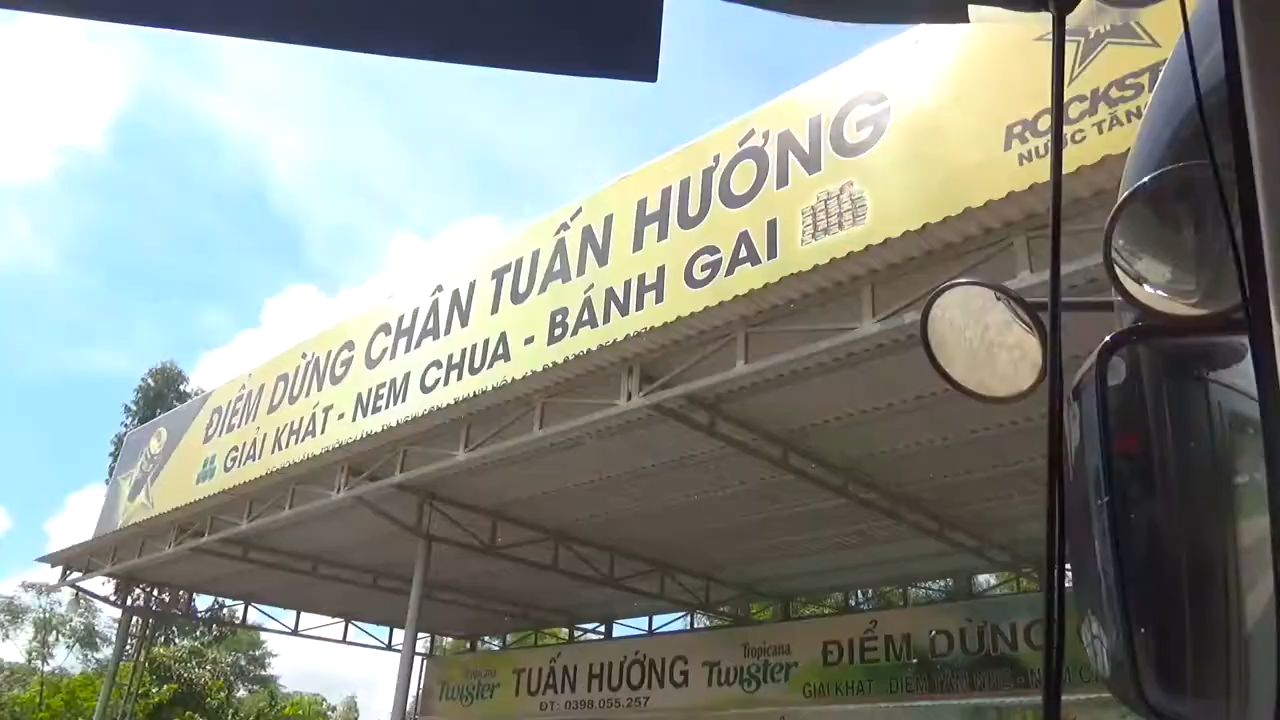 ĐIỂM DỪNG CHÂN TUẤN HƯỚNG
GIẢI KHÁT - NEM CHUA - BÁNH GAI
ROCKST
NƯỚC TĂNG
Tropicana
Twister
TUẤN HƯỚNG
ĐT: 0398.055.257
Tropicana
Twister
ĐIỂM DỪNG
GIẢI KHÁT